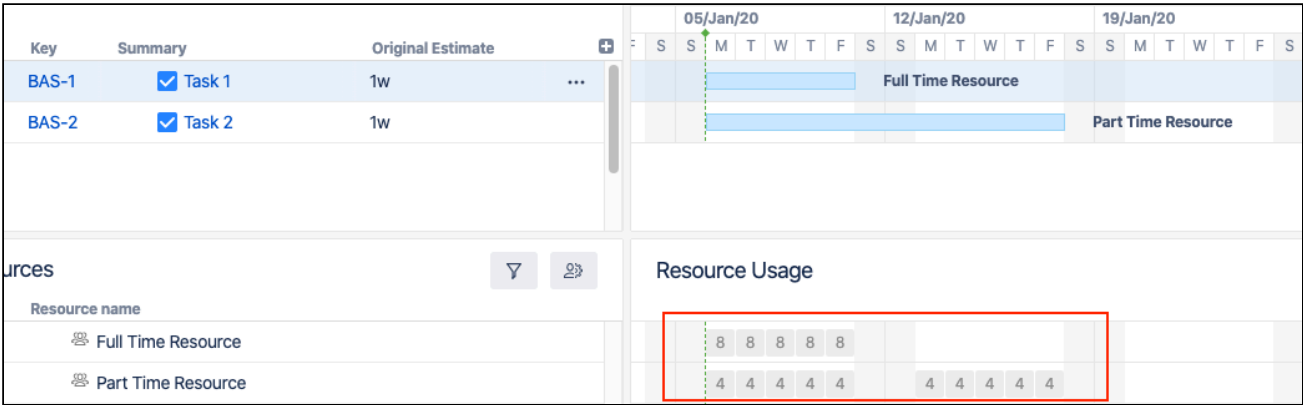 05/Jan/20 12/Jan/20 19/Jan/20
Key Summary Original Estimate F S S M T W T F S S M T W T F S S M T W T F S
BAS-1 Task 1 1w ... Full Time Resource
BAS-2 Task 2 1w Part Time Resource
urces Resource Usage
Resource name
Full Time Resource 8 8 8 8 8
Part Time Resource 4 4 4 4 4 4 4 4 4 4